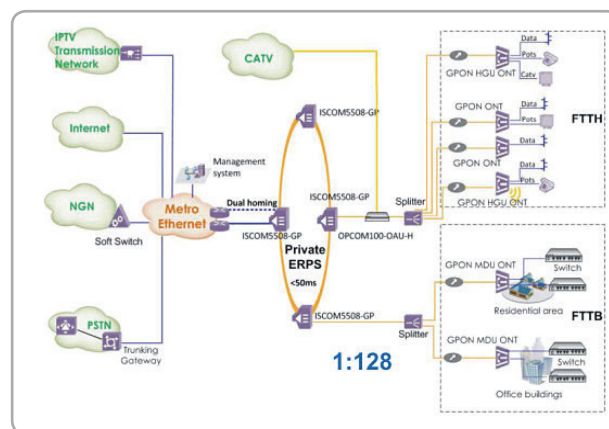 IPTV
Transmission
Network
CATV
Internet
Management
system
NGN
Soft Switch
Metro
Ethernet
Dual homing
PSTN
Trunking
Gateway
ISCOM5508-GP
ISCOM5508-GP
ISCOM5508-GP
Private
ERPS
<50ms
ISCOM5508-GP
OPCOM100-OAU-H
Splitter
Splitter
1:128
Data
Pots
Catv
GPON HGU ONT
GPON ONT
Data
Pots
FTTH
Data
GPON ONT
Data
Pots
GPON HGU ONT
GPON MDU ONT
Switch
Residential area
FTTB
GPON MDU ONT
Switch
Office buildings